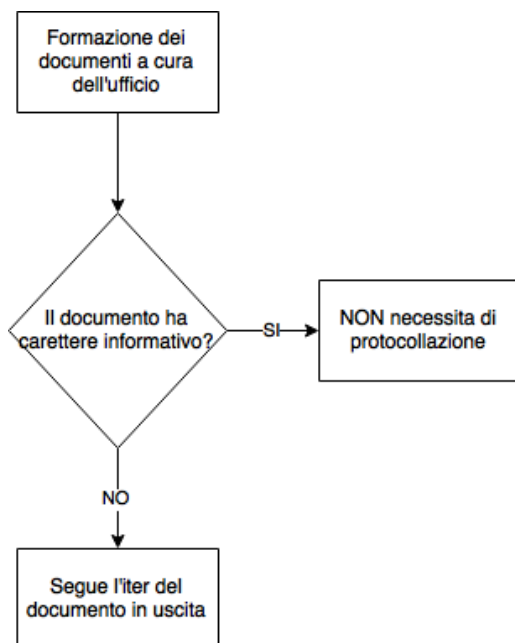 Formazione dei
documenti a cura
dell'ufficio
Il documento ha
carettere informativo?
SI
NON necessita di
protocollazione
NO
Segue l'iter del
documento in uscita